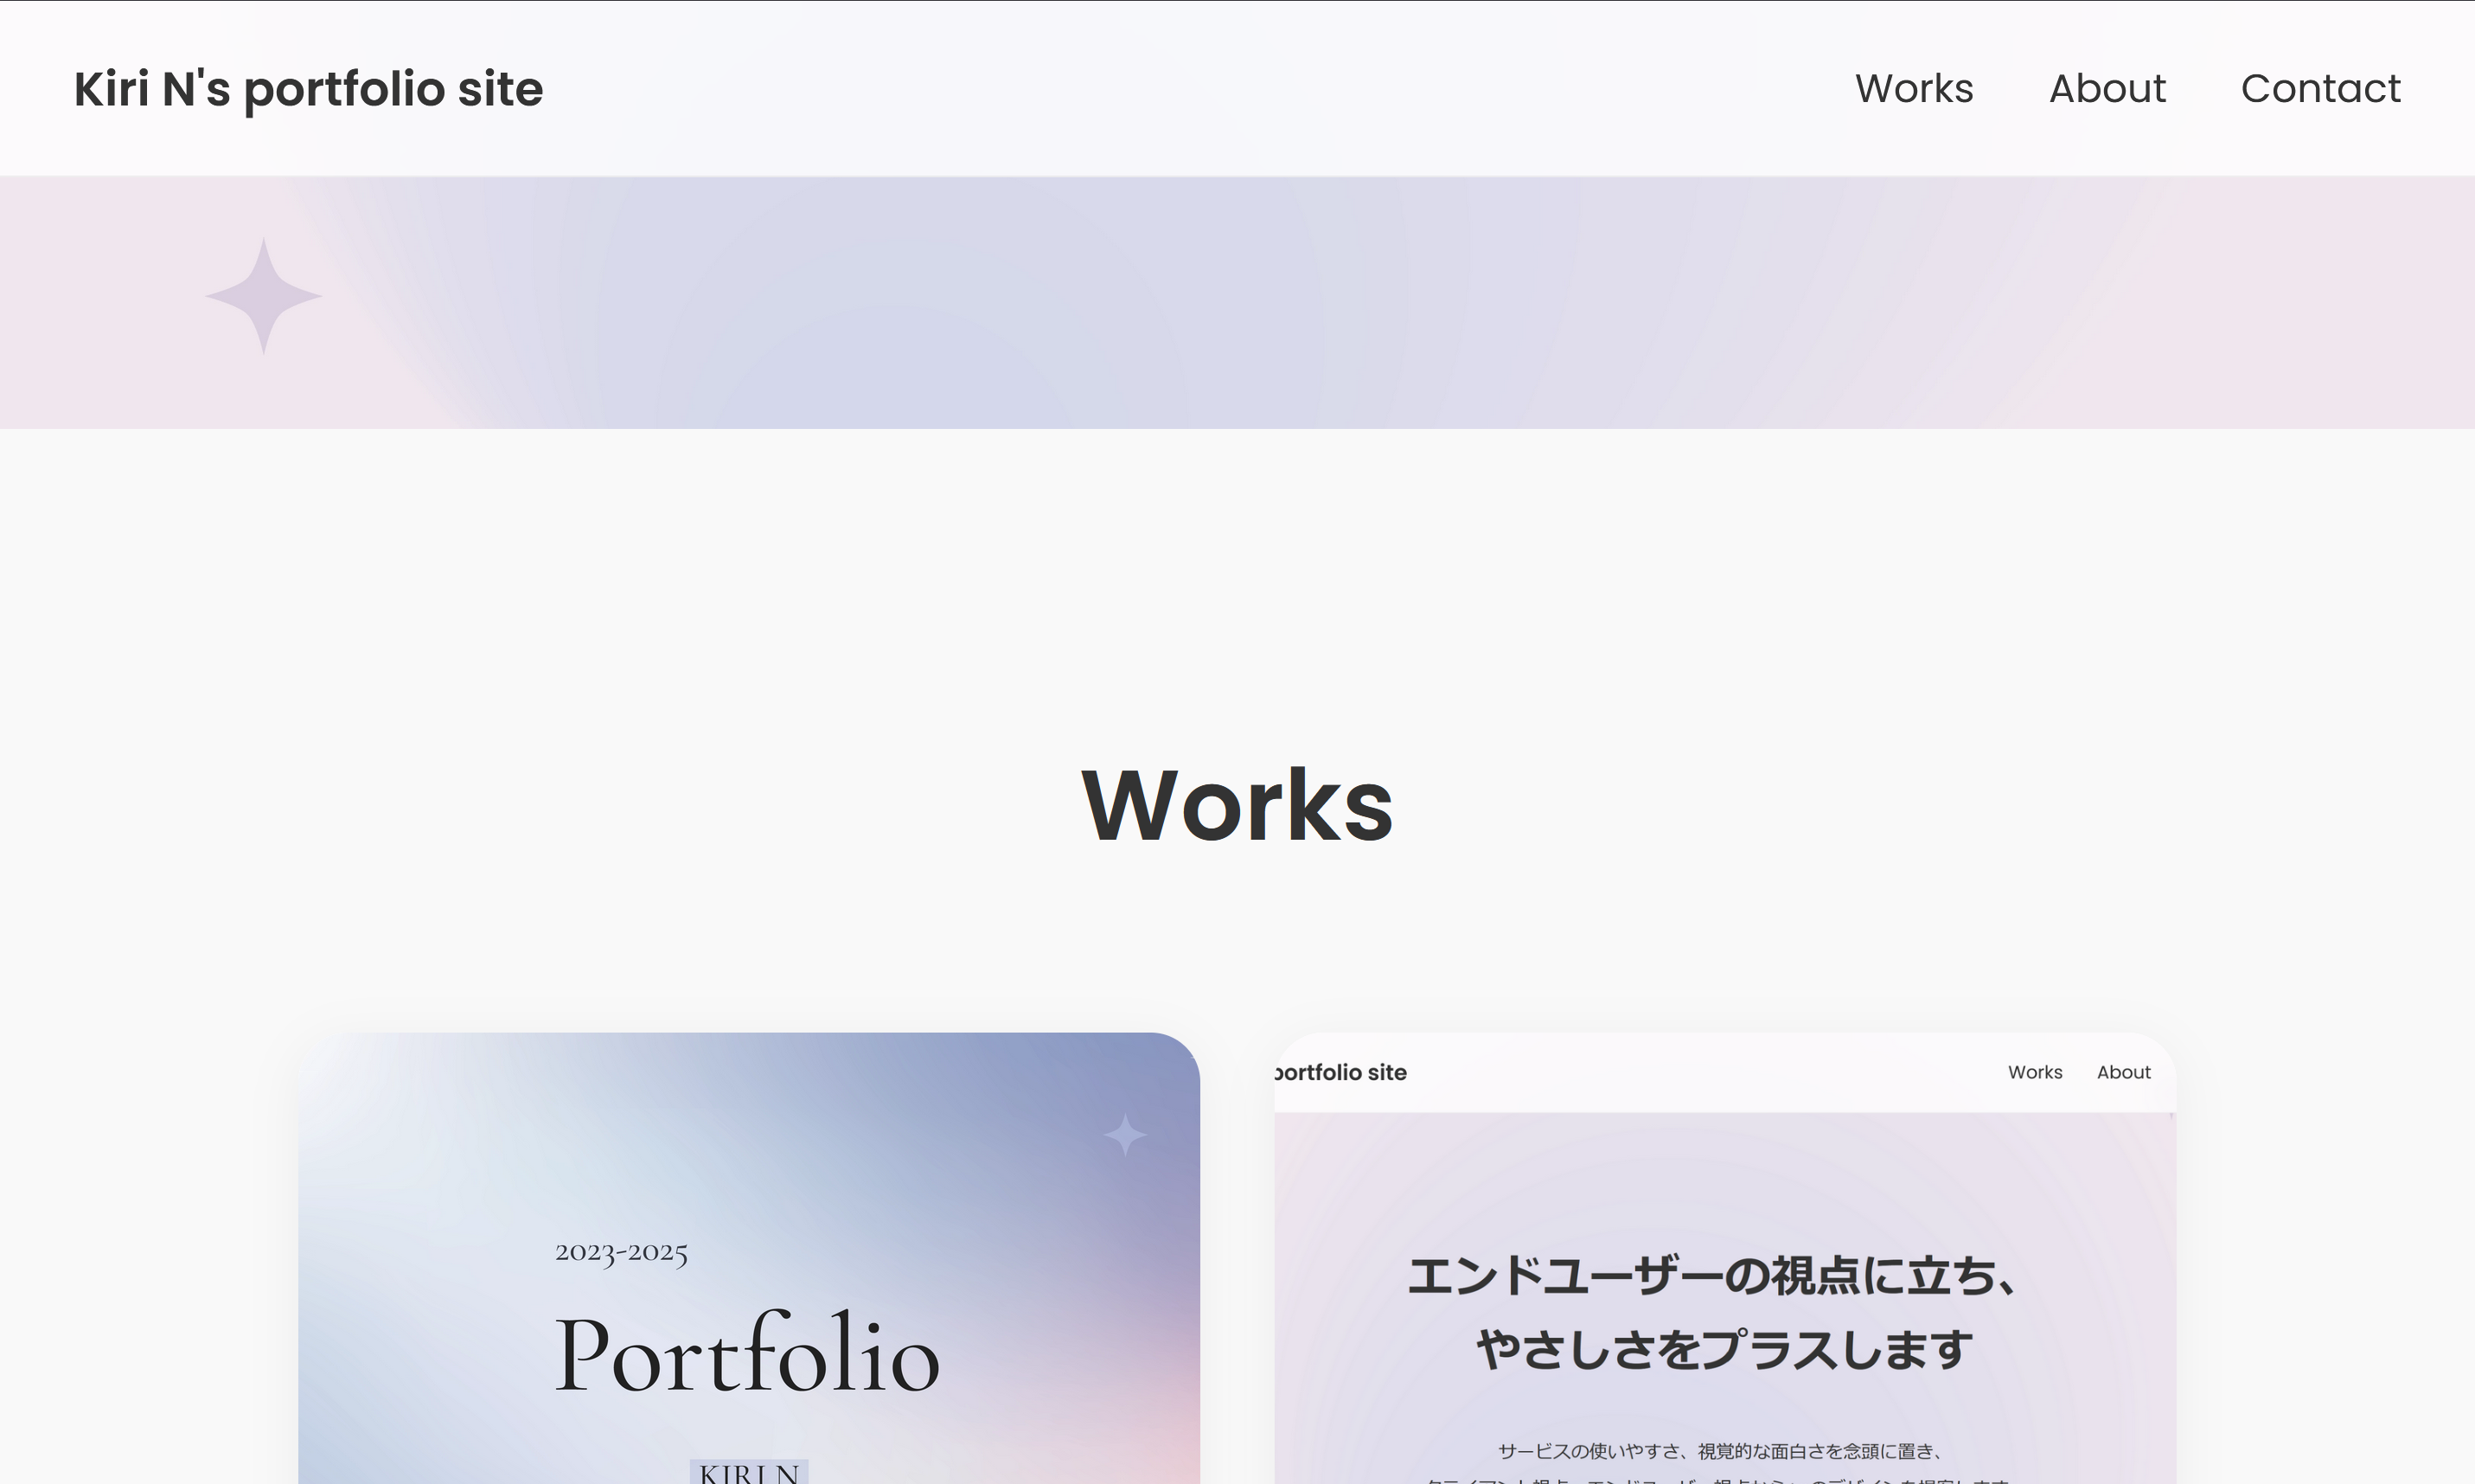 Kiri N's portfolio site
Works About Contact
Works
2023-2025
Portfolio
KIRI N
portfolio site
Works About
エンドユーザーの視点に立ち、
やさしさをプラスします
サービスの使いやすさ、視覚的な面白さを念頭に置き、